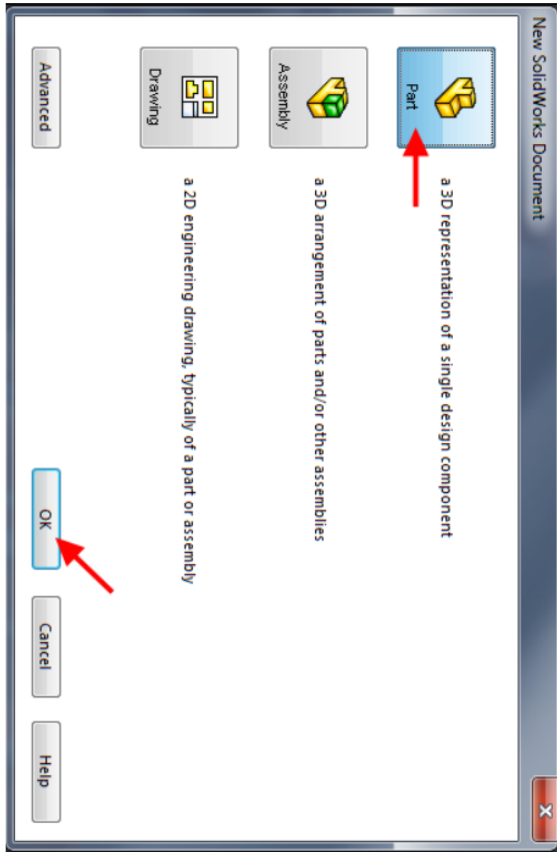 New SolidWorks Document
X
Part
a 3D representation of a single design component
Assembly
a 3D arrangement of parts and/or other assemblies
Drawing
a 2D engineering drawing, typically of a part or assembly
Advanced
OK
Cancel
Help